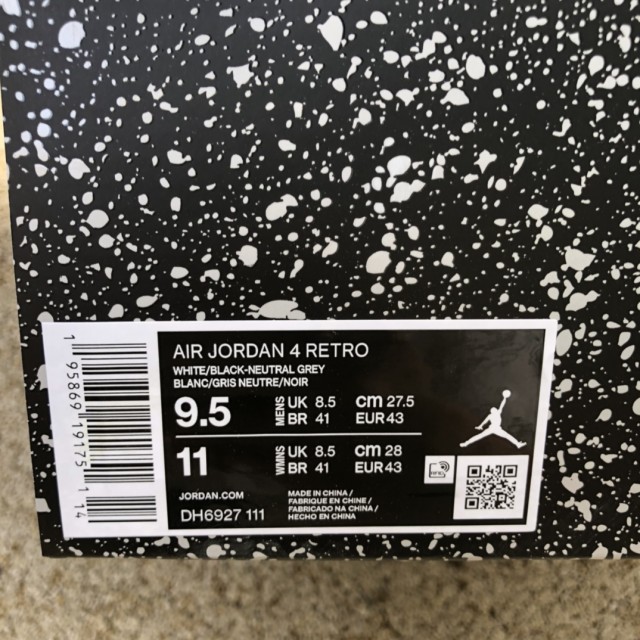 AIR JORDAN 4 RETRO
WHITE/BLACK-NEUTRAL GREY
BLANC/GRIS NEUTRE/NOIR
9.5 MENS UK 8.5 cm 27.5
BR 41 EUR 43
11 WMNS UK 8.5 cm 28
BR 41 EUR 43
JORDAN.COM
DH6927 111
MADE IN CHINA /
FABRIQUE EN CHINE /
FABRICADO NA CHINA /
HECHO EN CHINA
1 95869 19175 1 14